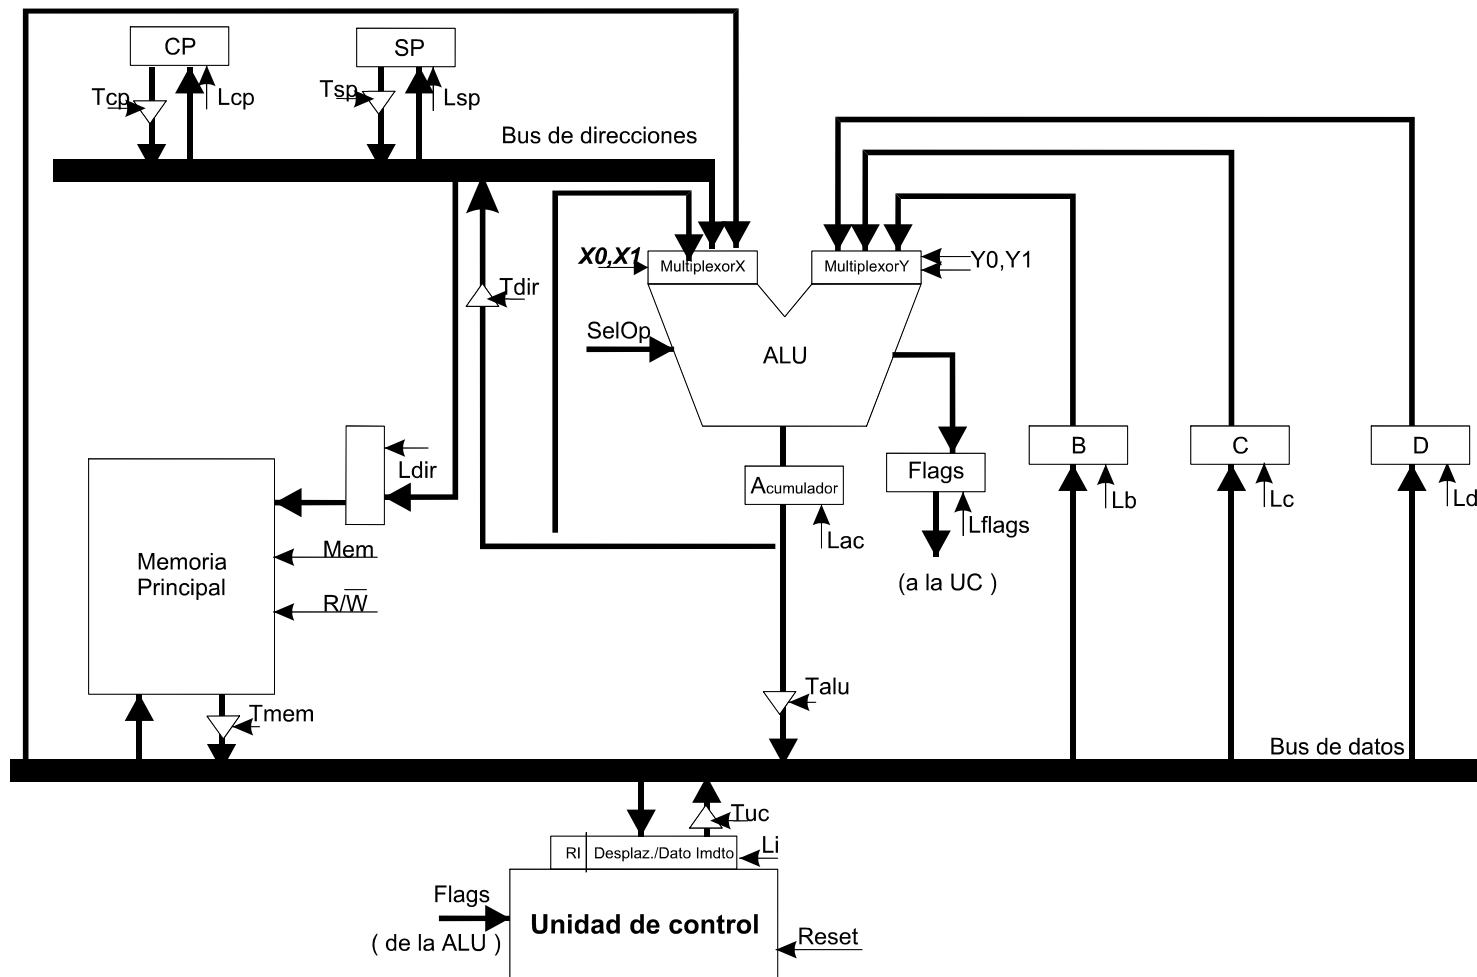 CP
SP
Tcp
Lcp
Tsp
Lsp
Bus de direcciones
X0,X1
MultiplexorX
MultiplexorY
Y0,Y1
Tdir
SelOp
ALU
B
C
D
Ldir
Acumulador
Flags
Lb
Lc
Ld
Lac
Lflags
Memoria
Principal
Mem
R/W̅
(a la UC )
Talu
Tmem
Bus de datos
Tuc
RI
Desplaz./Dato Imdto
Li
Flags
( de la ALU )
Unidad de control
Reset